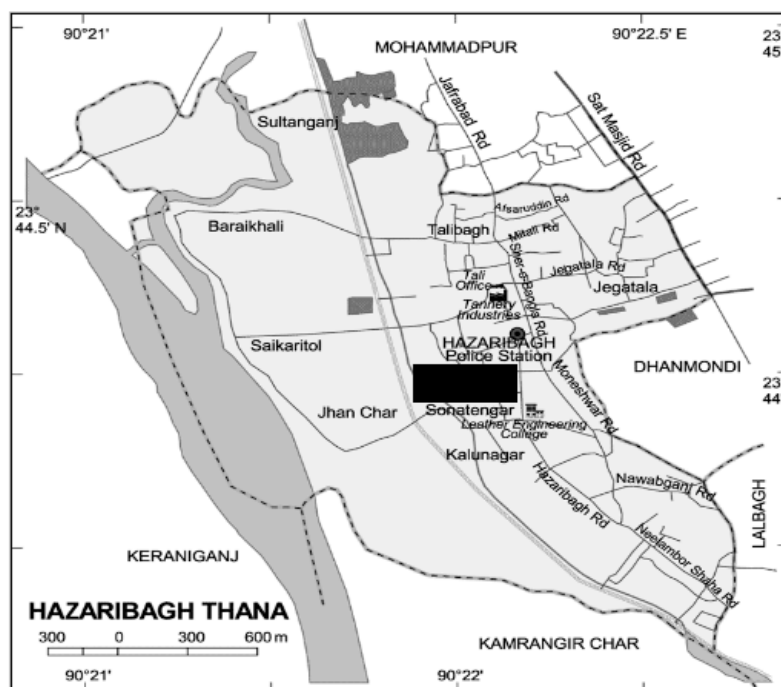 90°21'
90°22.5' E
23°
45'
MOHAMMADPUR
Jafrabad Rd
Sat Masjid Rd
Sultanganj
Afsaruddin Rd
23°
44.5' N
Baraikhali
Talibagh
Mitali Rd
Sher-e-Bangla Rd
Jegatala Rd
Tali
Office
Jegatala
Tannery
Industries
HAZARIBAGH
Police Station
Saikaritol
DHANMONDI
Moneshwar Rd
Jhan Char
Sonatengar
Leather Engineering
College
Kalunagar
Hazaribagh Rd
Nawabganj Rd
LALBAGH
Neelambor Shaha Rd
KERANIGANJ
HAZARIBAGH THANA
300 0 300 600 m
KAMRANGIR CHAR
90°21'
90°22'